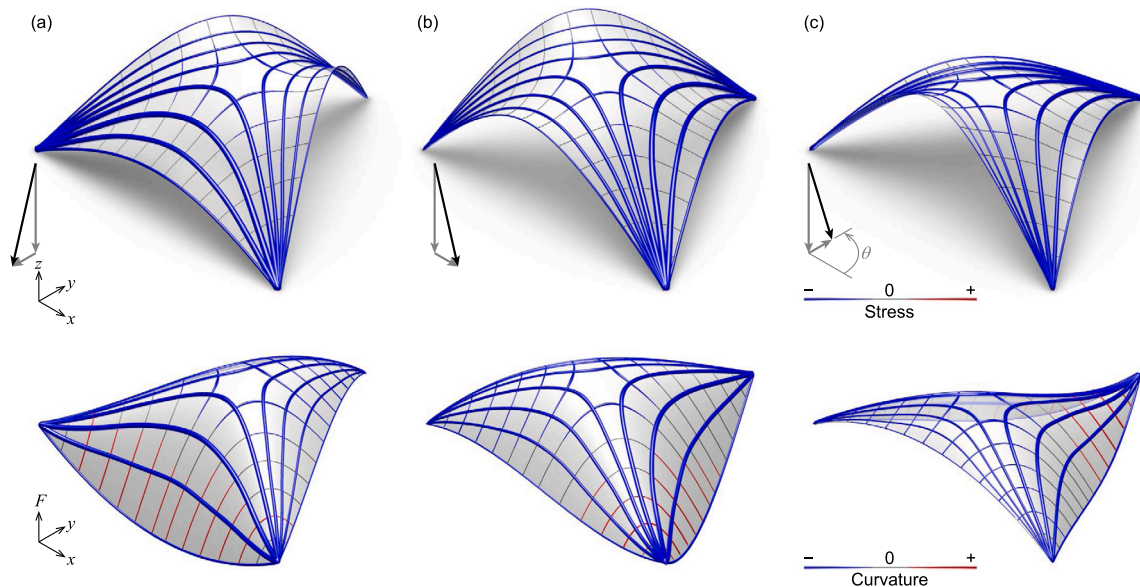 (a)
(b)
(c)
z
y
x
θ
− 0 +
Stress
F
y
x
− 0 +
Curvature